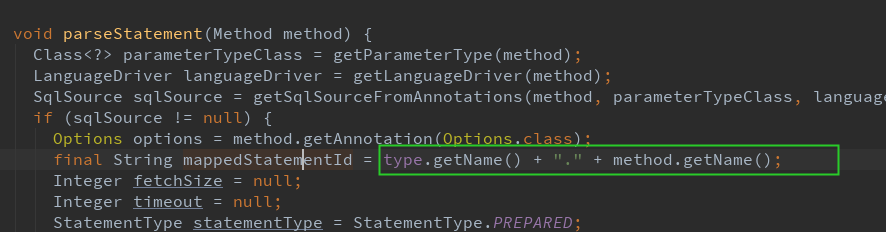 void parseStatement(Method method) {
Class<?> parameterTypeClass = getParameterType(method);
LanguageDriver languageDriver = getLanguageDriver(method);
SqlSource sqlSource = getSqlSourceFromAnnotations(method, parameterTypeClass, language
if (sqlSource != null) {
Options options = method.getAnnotation(Options.class);
final String mappedStatementId = type.getName() + "." + method.getName();
Integer fetchSize = null;
Integer timeout = null;
StatementType statementType = StatementType.PREPARED;